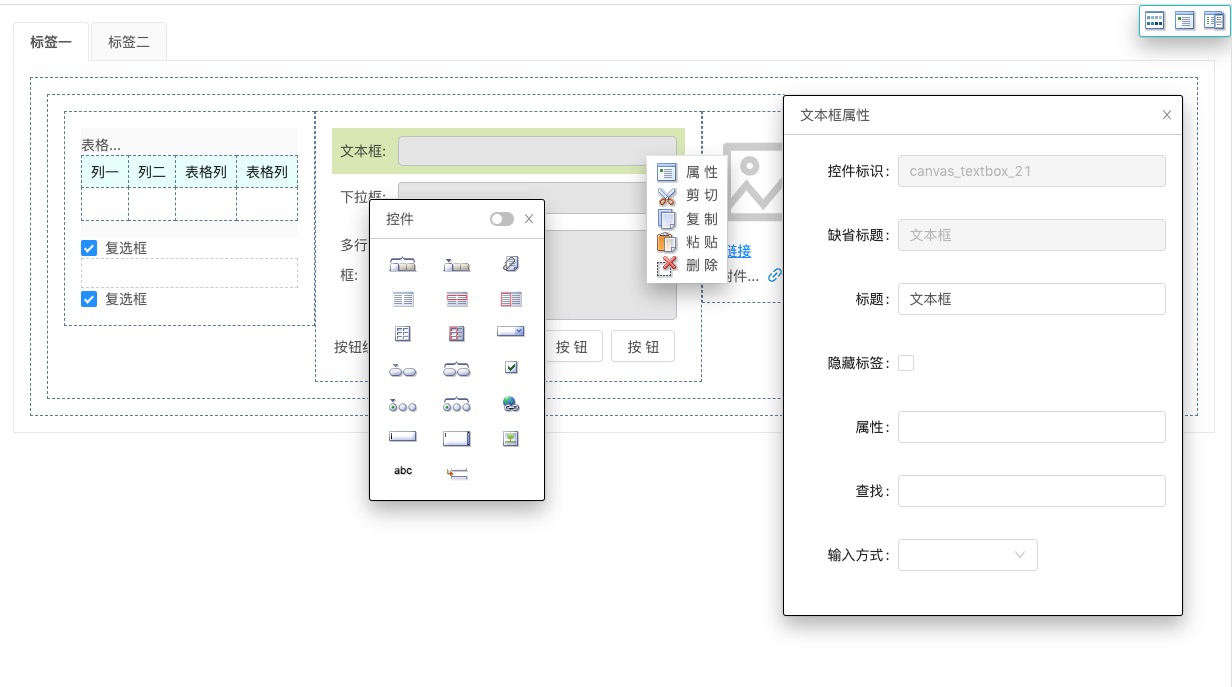 标签一
标签二
表格...
列一 列二 表格列 表格列
复选框
复选框
文本框:
下拉框:
多行
框:
按钮 按钮
链接
件...
控件
abc
属性
剪切
复制
粘贴
删除
文本框属性
控件标识: canvas_textbox_21
缺省标题: 文本框
标题: 文本框
隐藏标签:
属性:
查找:
输入方式: